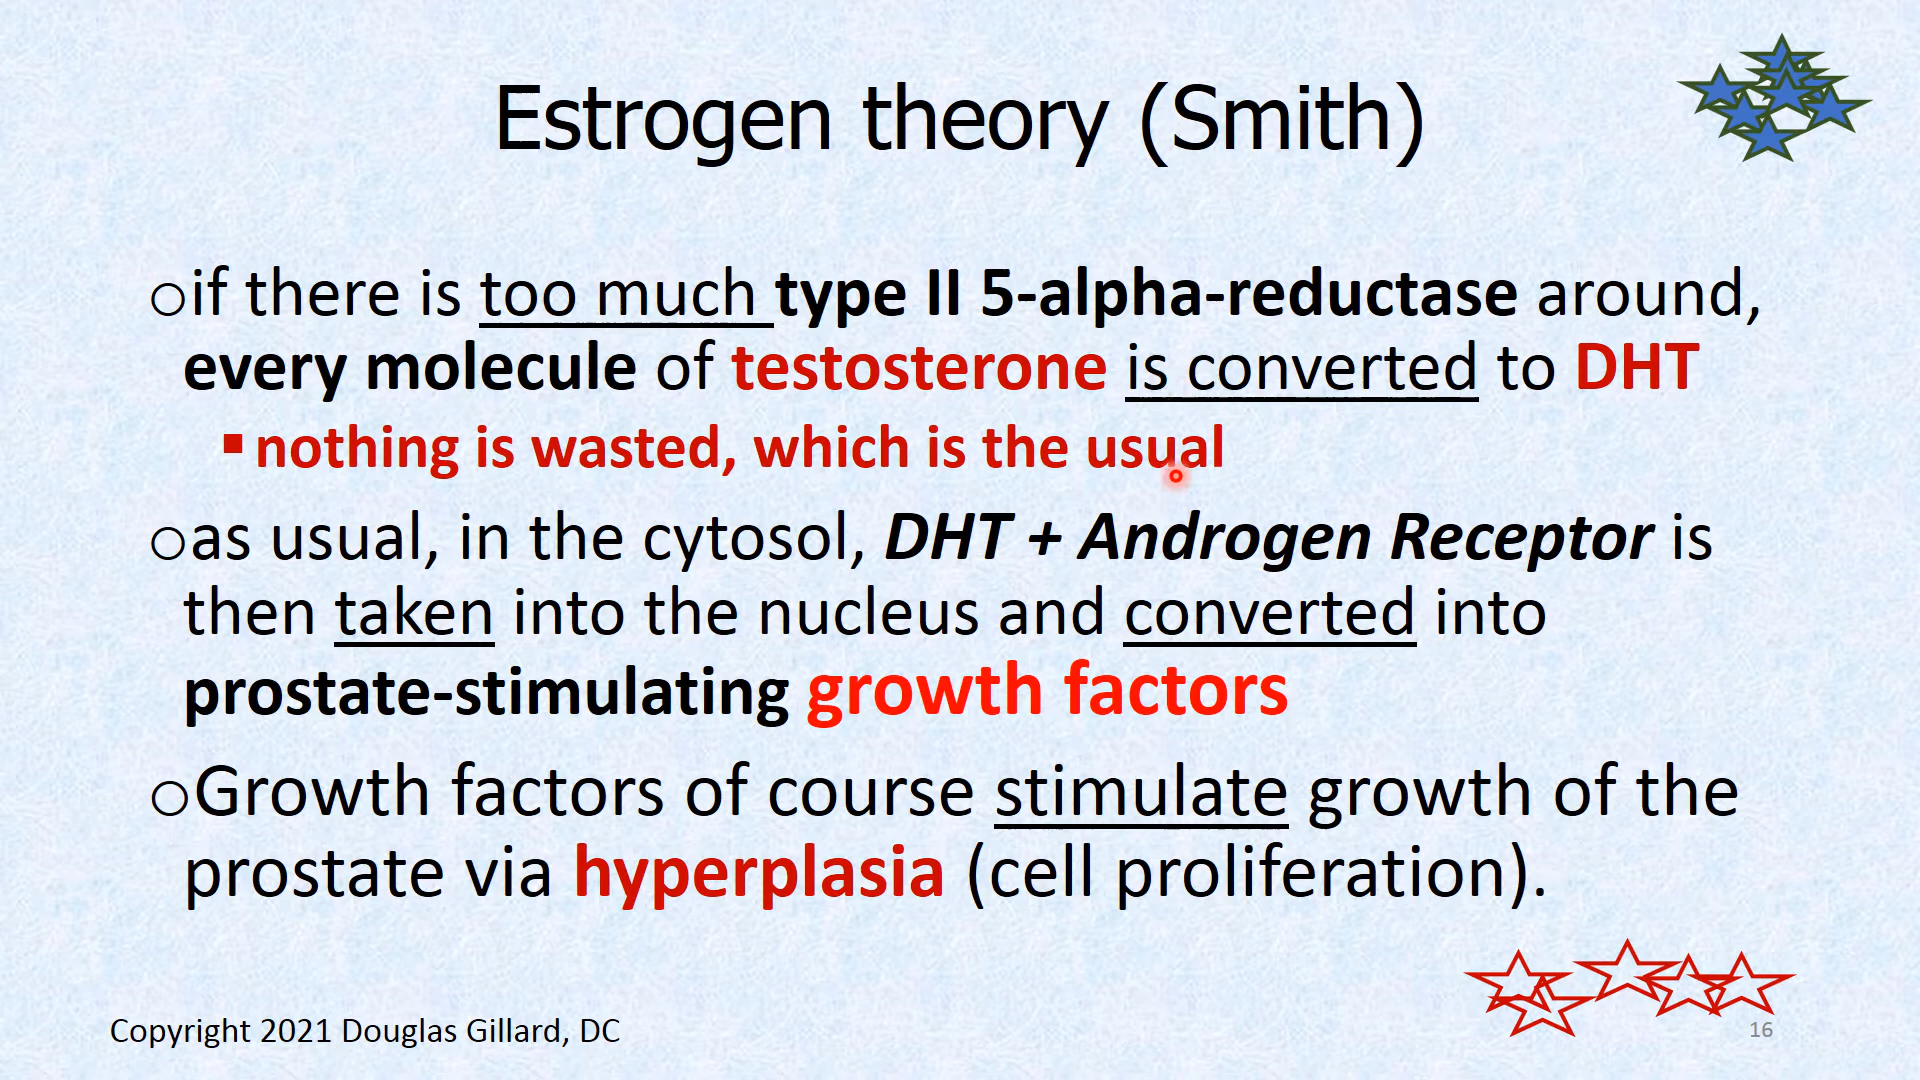 Estrogen theory (Smith)
if there is too much type II 5-alpha-reductase around,
every molecule of testosterone is converted to DHT
nothing is wasted, which is the usual
as usual, in the cytosol, DHT + Androgen Receptor is
then taken into the nucleus and converted into
prostate-stimulating growth factors
Growth factors of course stimulate growth of the
prostate via hyperplasia (cell proliferation).
Copyright 2021 Douglas Gillard, DC
16